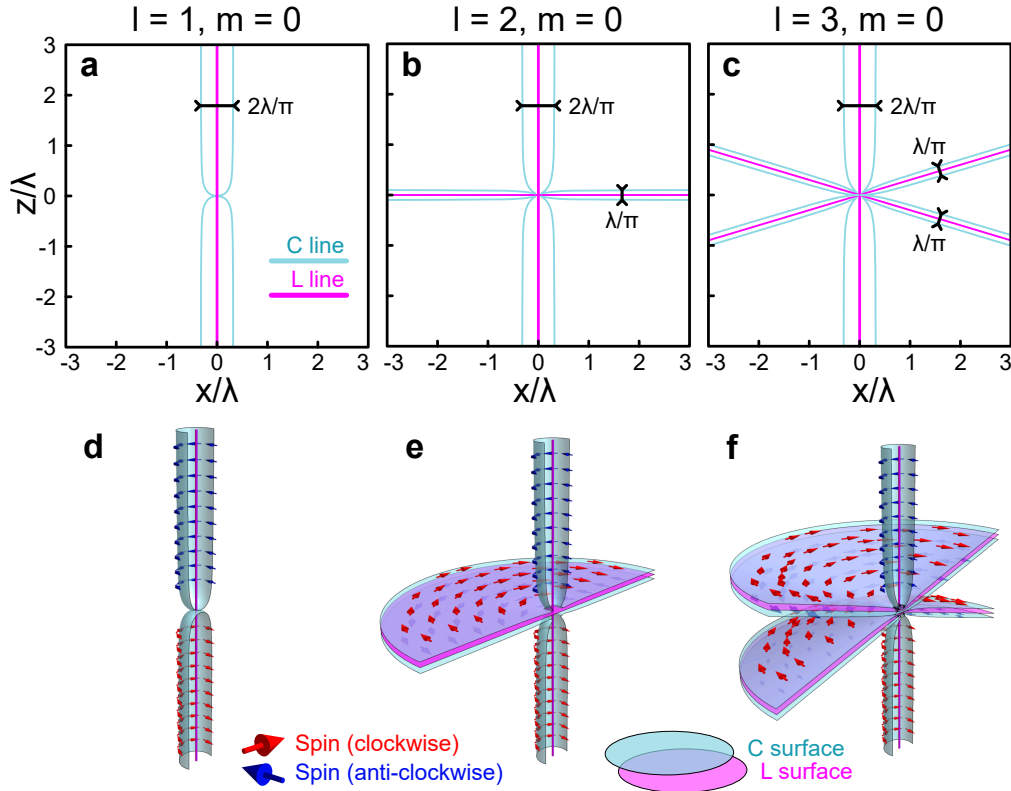 l = 1, m = 0
l = 2, m = 0
l = 3, m = 0
a
b
c
3
2
1
0
-1
-2
-3
z/λ
2λ/π
2λ/π
2λ/π
λ/π
λ/π
λ/π
C line
L line
-3 -2 -1 0 1 2 3
-3 -2 -1 0 1 2 3
-3 -2 -1 0 1 2 3
x/λ
x/λ
x/λ
d
e
f
Spin (clockwise)
Spin (anti-clockwise)
C surface
L surface